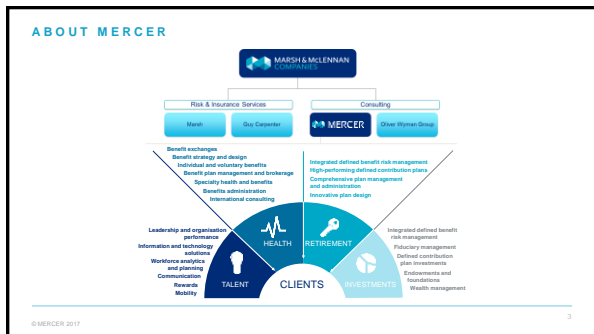 ABOUT MERCER
MARSH & McLENNAN
COMPANIES
Risk & Insurance Services
Consulting
Marsh
Guy Carpenter
MERCER
Oliver Wyman Group
Benefit exchanges
Benefit strategy and design
Individual and voluntary benefits
Benefit plan management and brokerage
Specialty health and benefits
Benefits administration
International consulting
Integrated defined benefit risk management
High-performing defined contribution plans
Comprehensive plan management
and administration
Innovative plan design
Leadership and organisation
performance
Information and technology
solutions
Workforce analytics
and planning
Communication
Rewards
Mobility
HEALTH
RETIREMENT
TALENT
CLIENTS
INVESTMENTS
Integrated defined benefit
risk management
Fiduciary management
Defined contribution
plan investments
Endowments and
foundations
Wealth management
© MERCER 2017
3